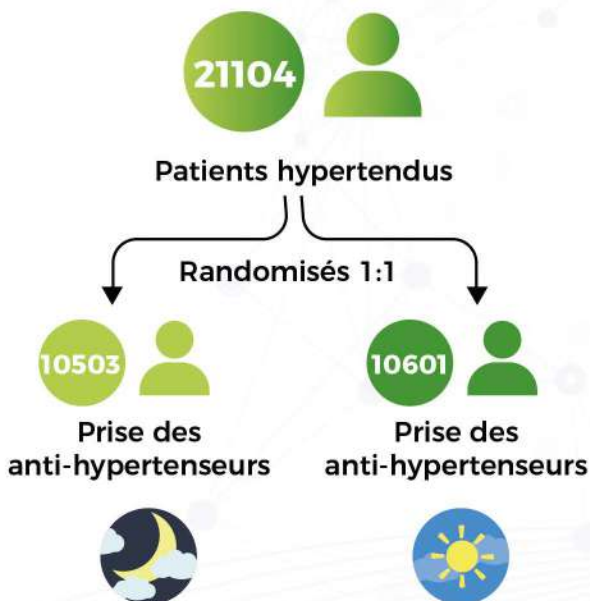 21104
Patients hypertendus
Randomisés 1:1
10503
10601
Prise des
anti-hypertenseurs
Prise des
anti-hypertenseurs